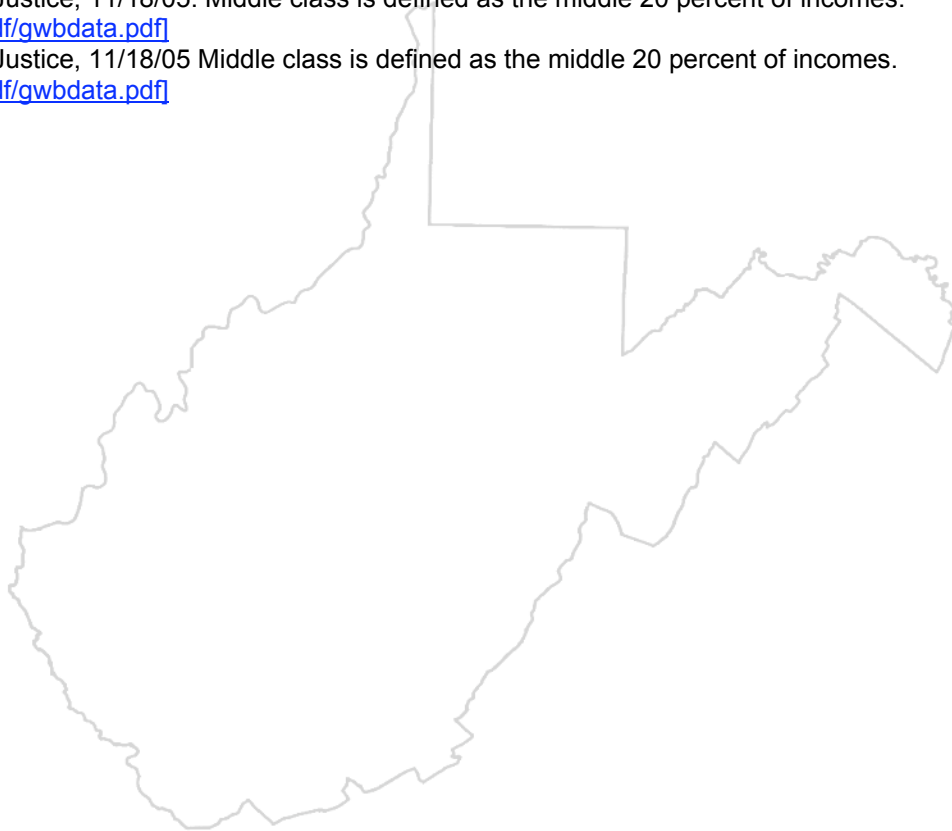 Justice, 11/18/05. Middle class is defined as the middle 20 percent of incomes.
lf/gwbdata.pdf]
Justice, 11/18/05 Middle class is defined as the middle 20 percent of incomes.
lf/gwbdata.pdf]